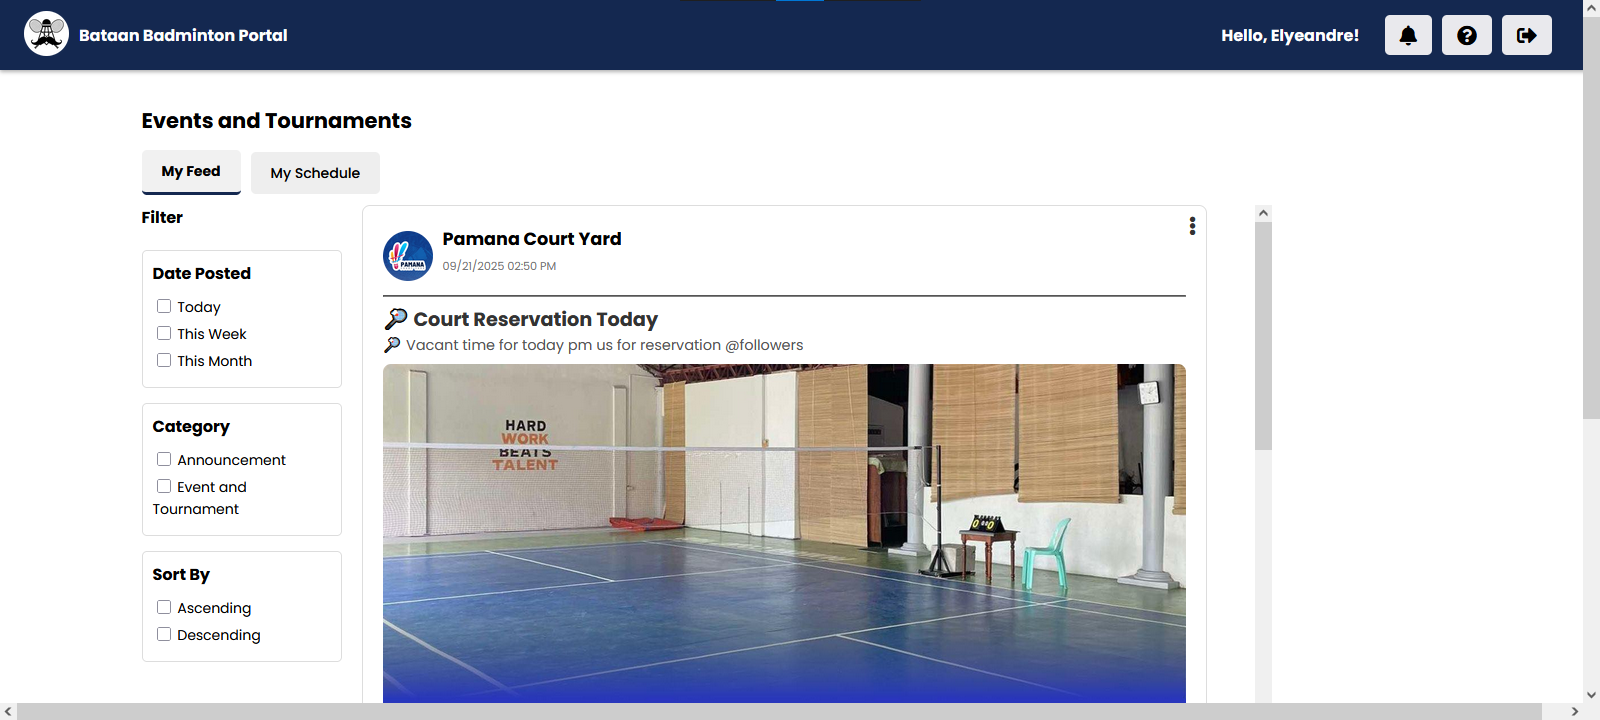 Bataan Badminton Portal
Hello, Elyeandre!
Events and Tournaments
My Feed
My Schedule
Filter
Date Posted
Today
This Week
This Month
Category
Announcement
Event and
Tournament
Sort By
Ascending
Descending
PAMANA
Pamana Court Yard
09/21/2025 02:50 PM
Court Reservation Today
Vacant time for today pm us for reservation @followers
HARD
WORK
BEATS
TALENT
0 0